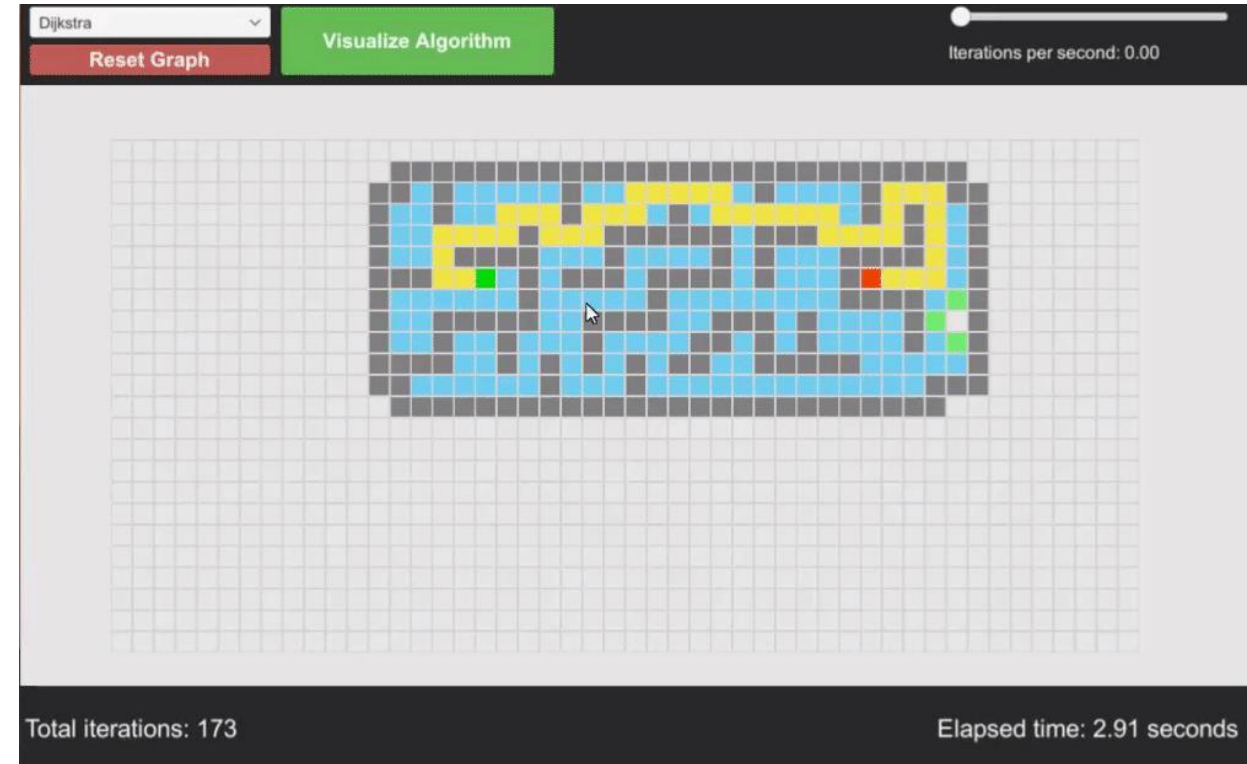 Dijkstra
Reset Graph
Visualize Algorithm
Iterations per second: 0.00
Total iterations: 173
Elapsed time: 2.91 seconds